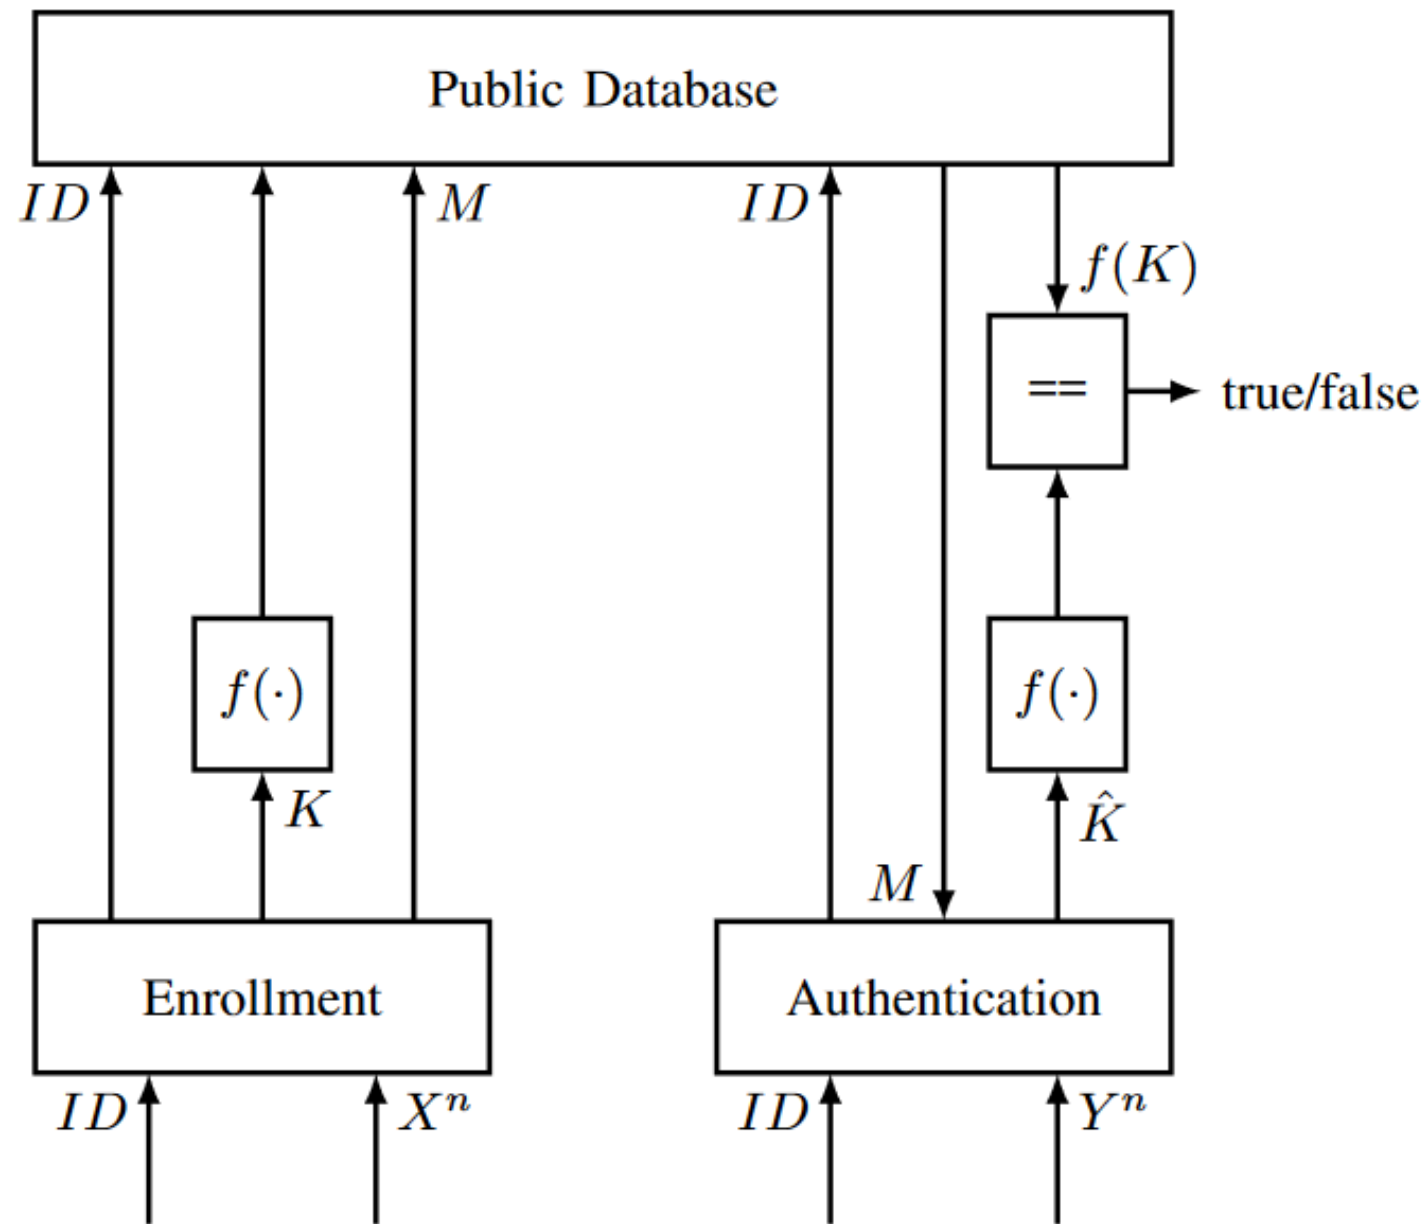 Public Database
ID M ID
f(K)
== true/false
f(·) f(·)
K K̂
M
Enrollment Authentication
ID Xⁿ ID Yⁿ